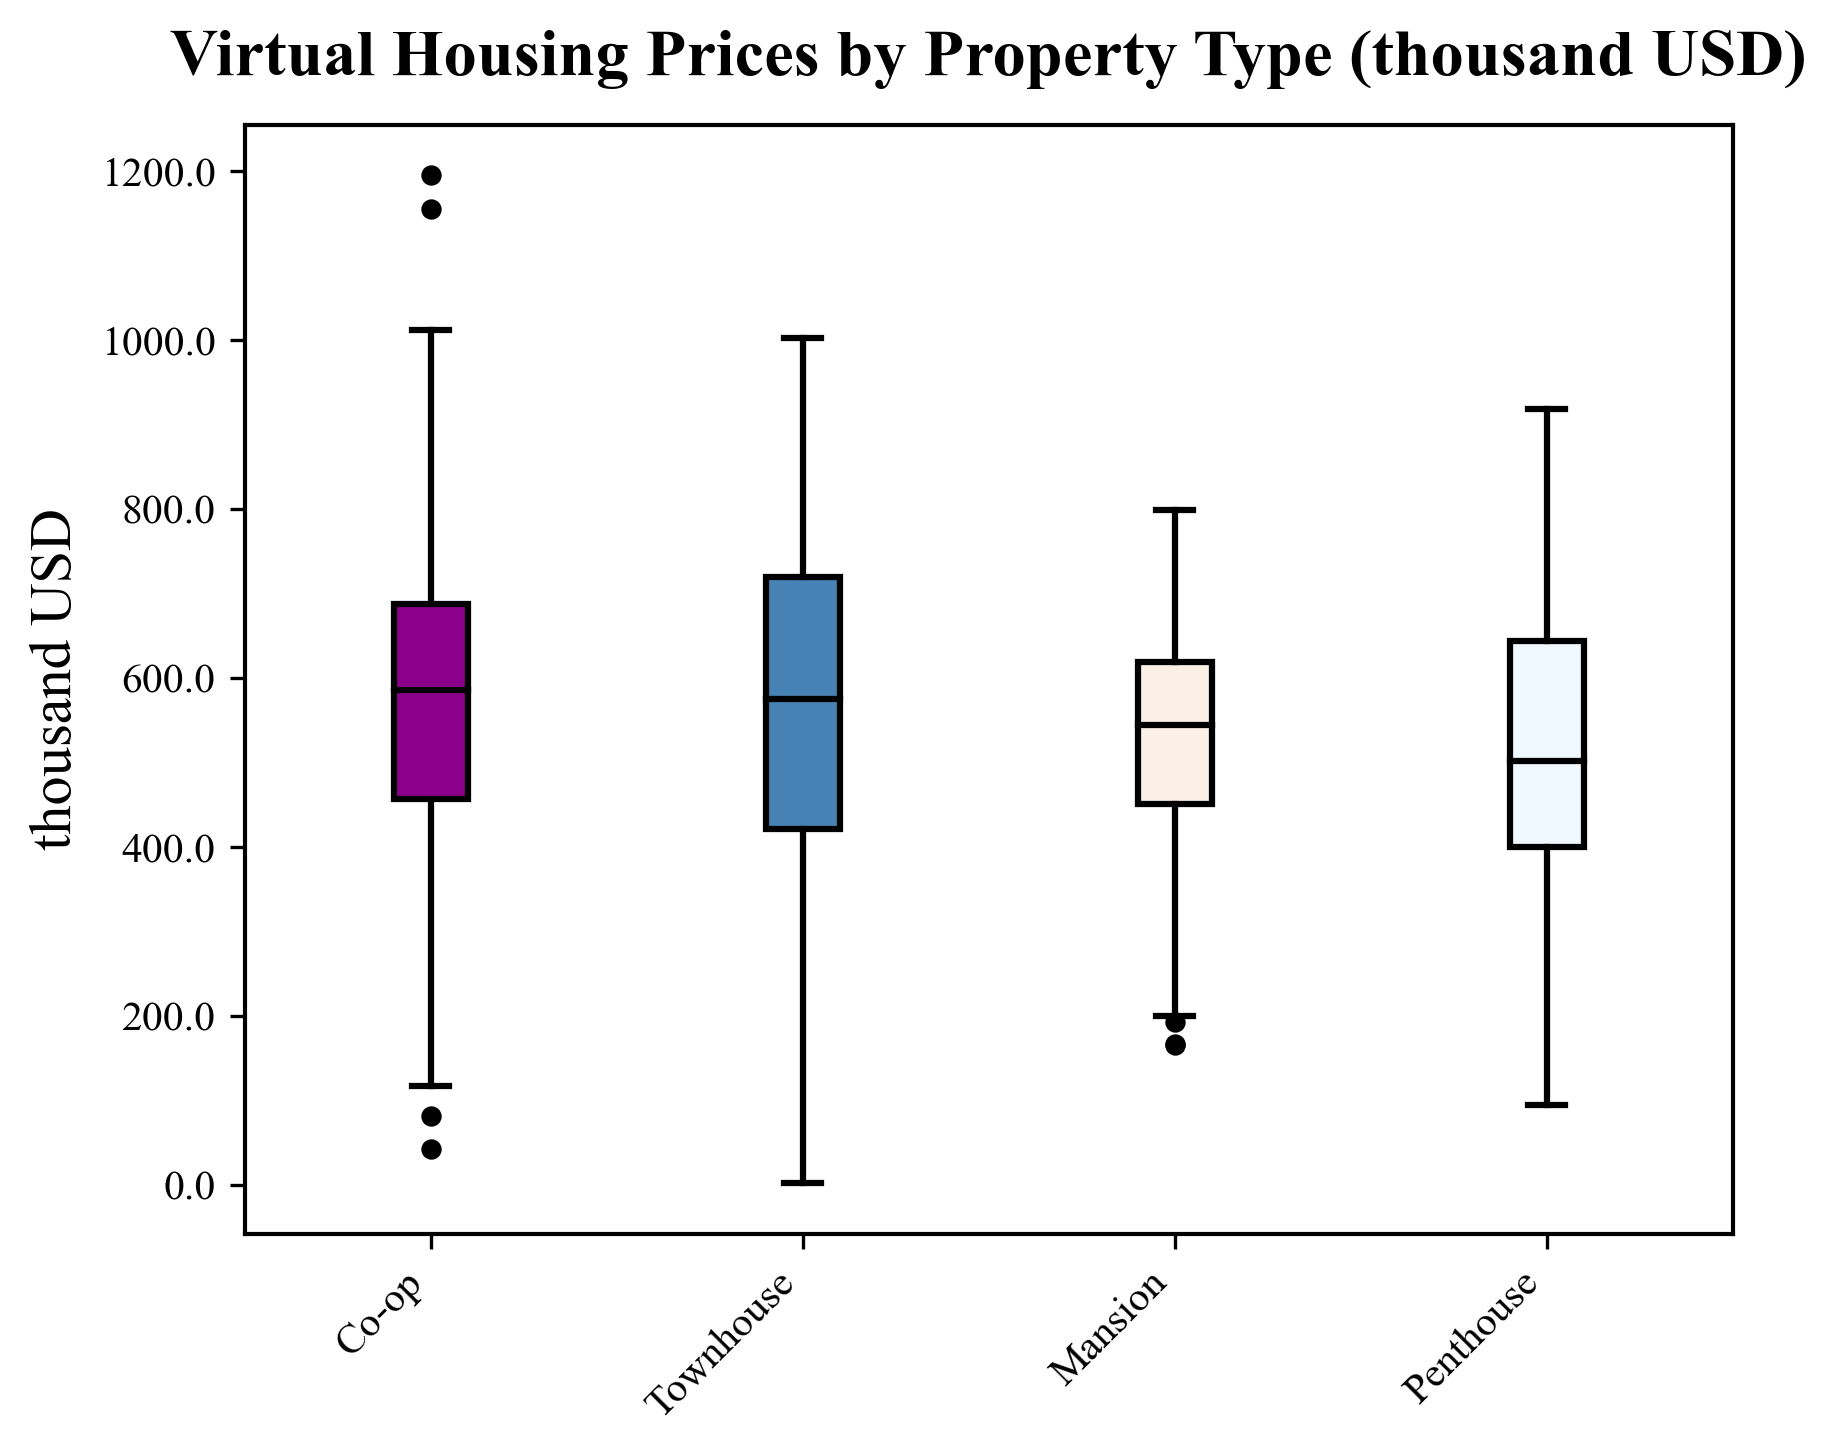 Virtual Housing Prices by Property Type (thousand USD)
thousand USD
1200.0
1000.0
800.0
600.0
400.0
200.0
0.0
Co-op
Townhouse
Mansion
Penthouse